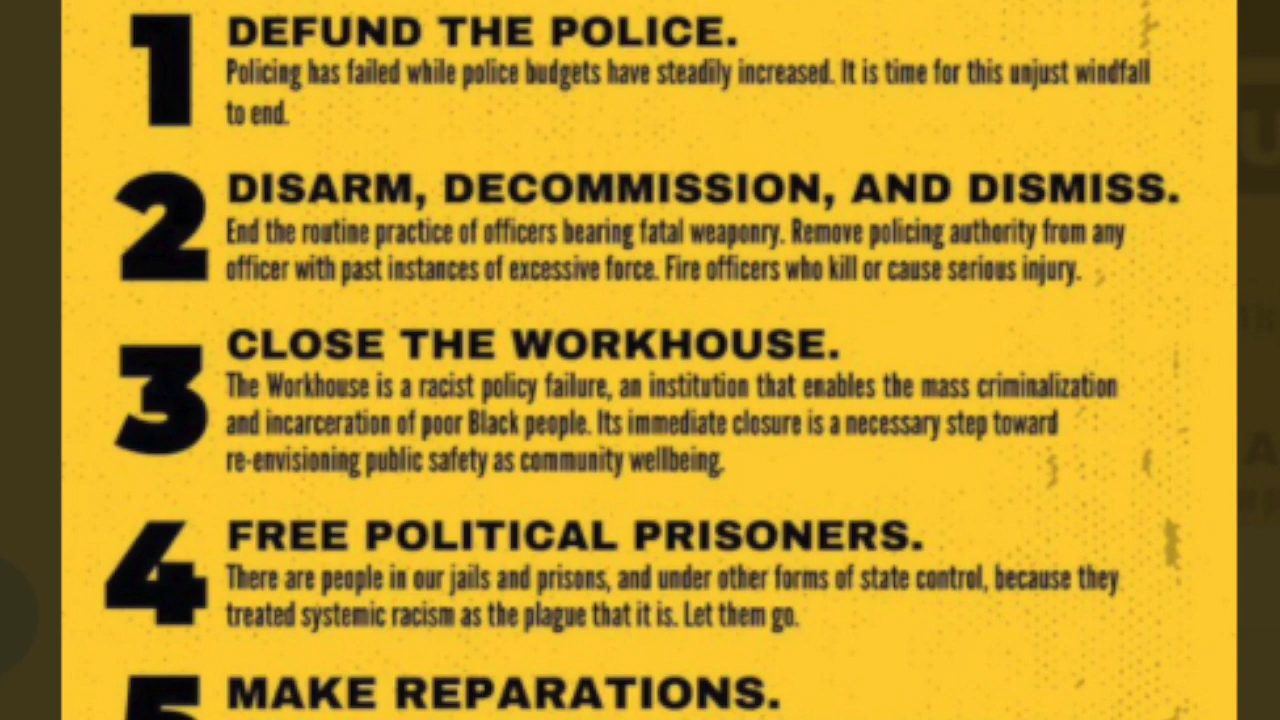 1 DEFUND THE POLICE.
Policing has failed while police budgets have steadily increased. It is time for this unjust windfall
to end.
2 DISARM, DECOMMISSION, AND DISMISS.
End the routine practice of officers bearing fatal weaponry. Remove policing authority from any
officer with past instances of excessive force. Fire officers who kill or cause serious injury.
3 CLOSE THE WORKHOUSE.
The Workhouse is a racist policy failure, an institution that enables the mass criminalization
and incarceration of poor Black people. Its immediate closure is a necessary step toward
re-envisioning public safety as community wellbeing.
4 FREE POLITICAL PRISONERS.
There are people in our jails and prisons, and under other forms of state control, because they
treated systemic racism as the plague that it is. Let them go.
5 MAKE REPARATIONS.